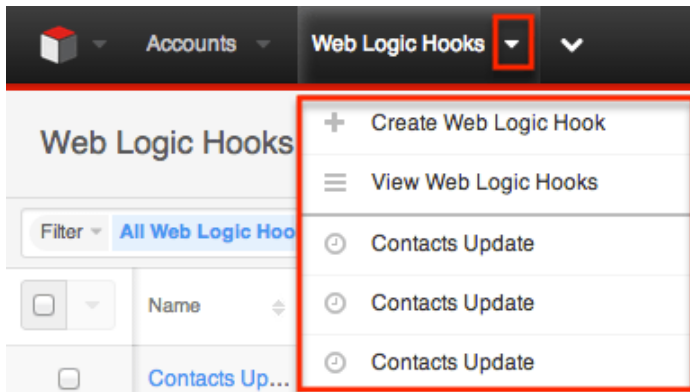 Accounts
Web Logic Hooks
Create Web Logic Hook
Web Logic Hooks
View Web Logic Hooks
Filter
All Web Logic Hoo
Contacts Update
Name
Contacts Update
Contacts Update
Contacts Up...